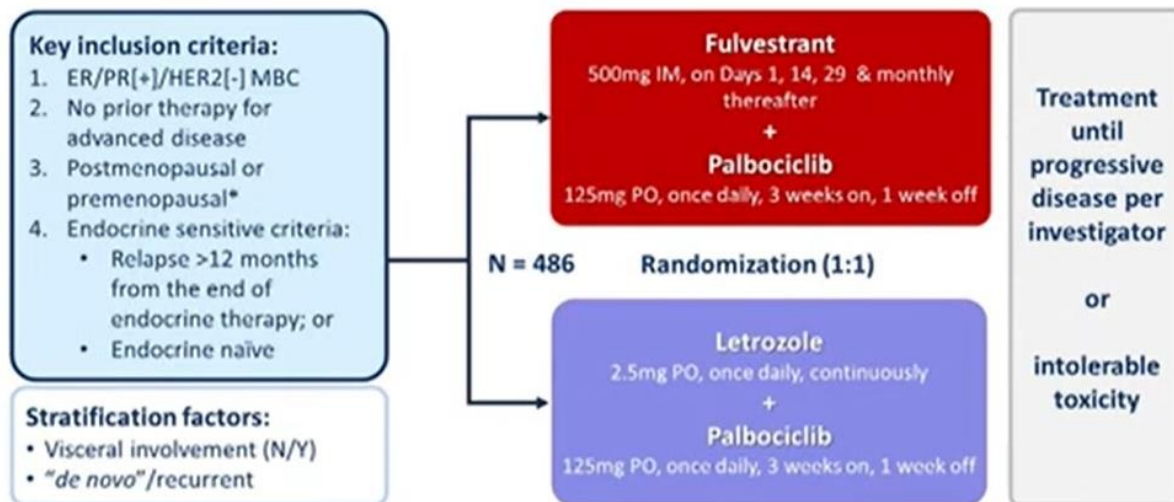 Key inclusion criteria:
1. ER/PR[+]/HER2[-] MBC
2. No prior therapy for
advanced disease
3. Postmenopausal or
premenopausal*
4. Endocrine sensitive criteria:
• Relapse >12 months
from the end of
endocrine therapy; or
• Endocrine naïve
Stratification factors:
• Visceral involvement (N/Y)
• "de novo"/recurrent
N = 486 Randomization (1:1)
Fulvestrant
500mg IM, on Days 1, 14, 29 & monthly
thereafter
+
Palbociclib
125mg PO, once daily, 3 weeks on, 1 week off
Letrozole
2.5mg PO, once daily, continuously
+
Palbociclib
125mg PO, once daily, 3 weeks on, 1 week off
Treatment
until
progressive
disease per
investigator
or
intolerable
toxicity